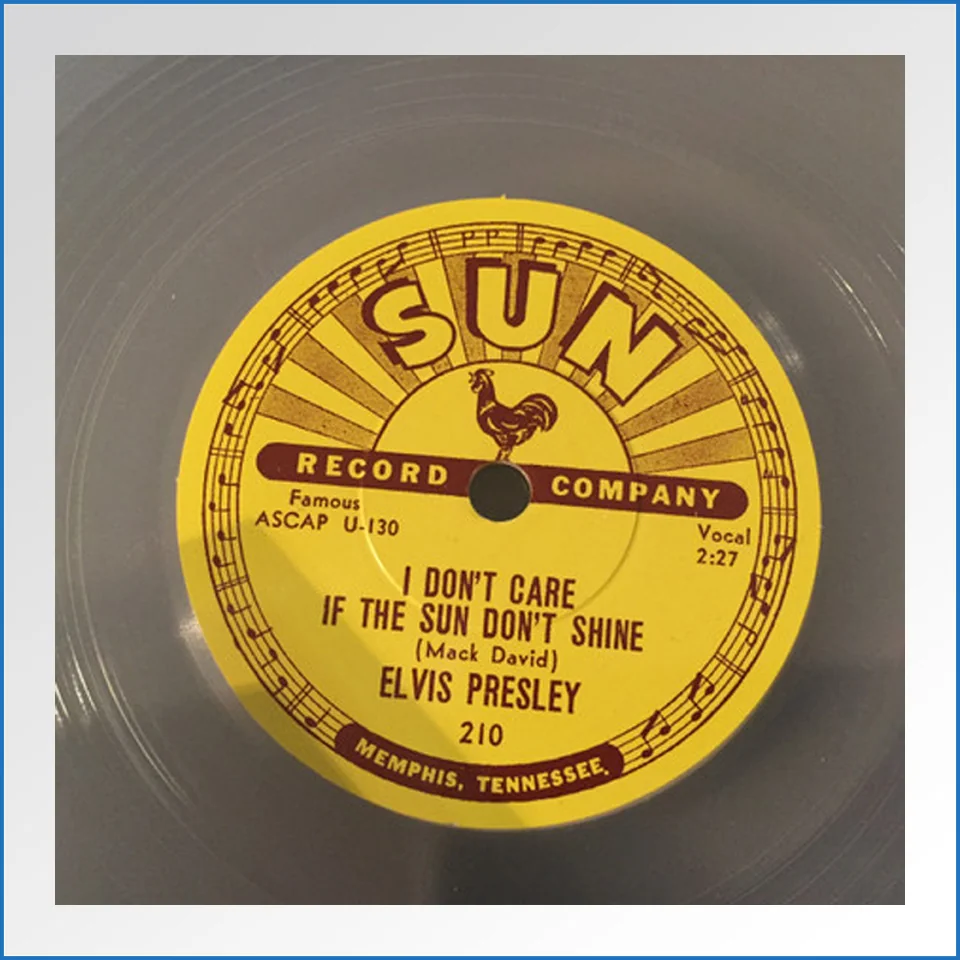 SUN
RECORD COMPANY
Famous
ASCAP U-130
Vocal
2:27
I DON'T CARE
IF THE SUN DON'T SHINE
(Mack David)
ELVIS PRESLEY
210
MEMPHIS, TENNESSEE.